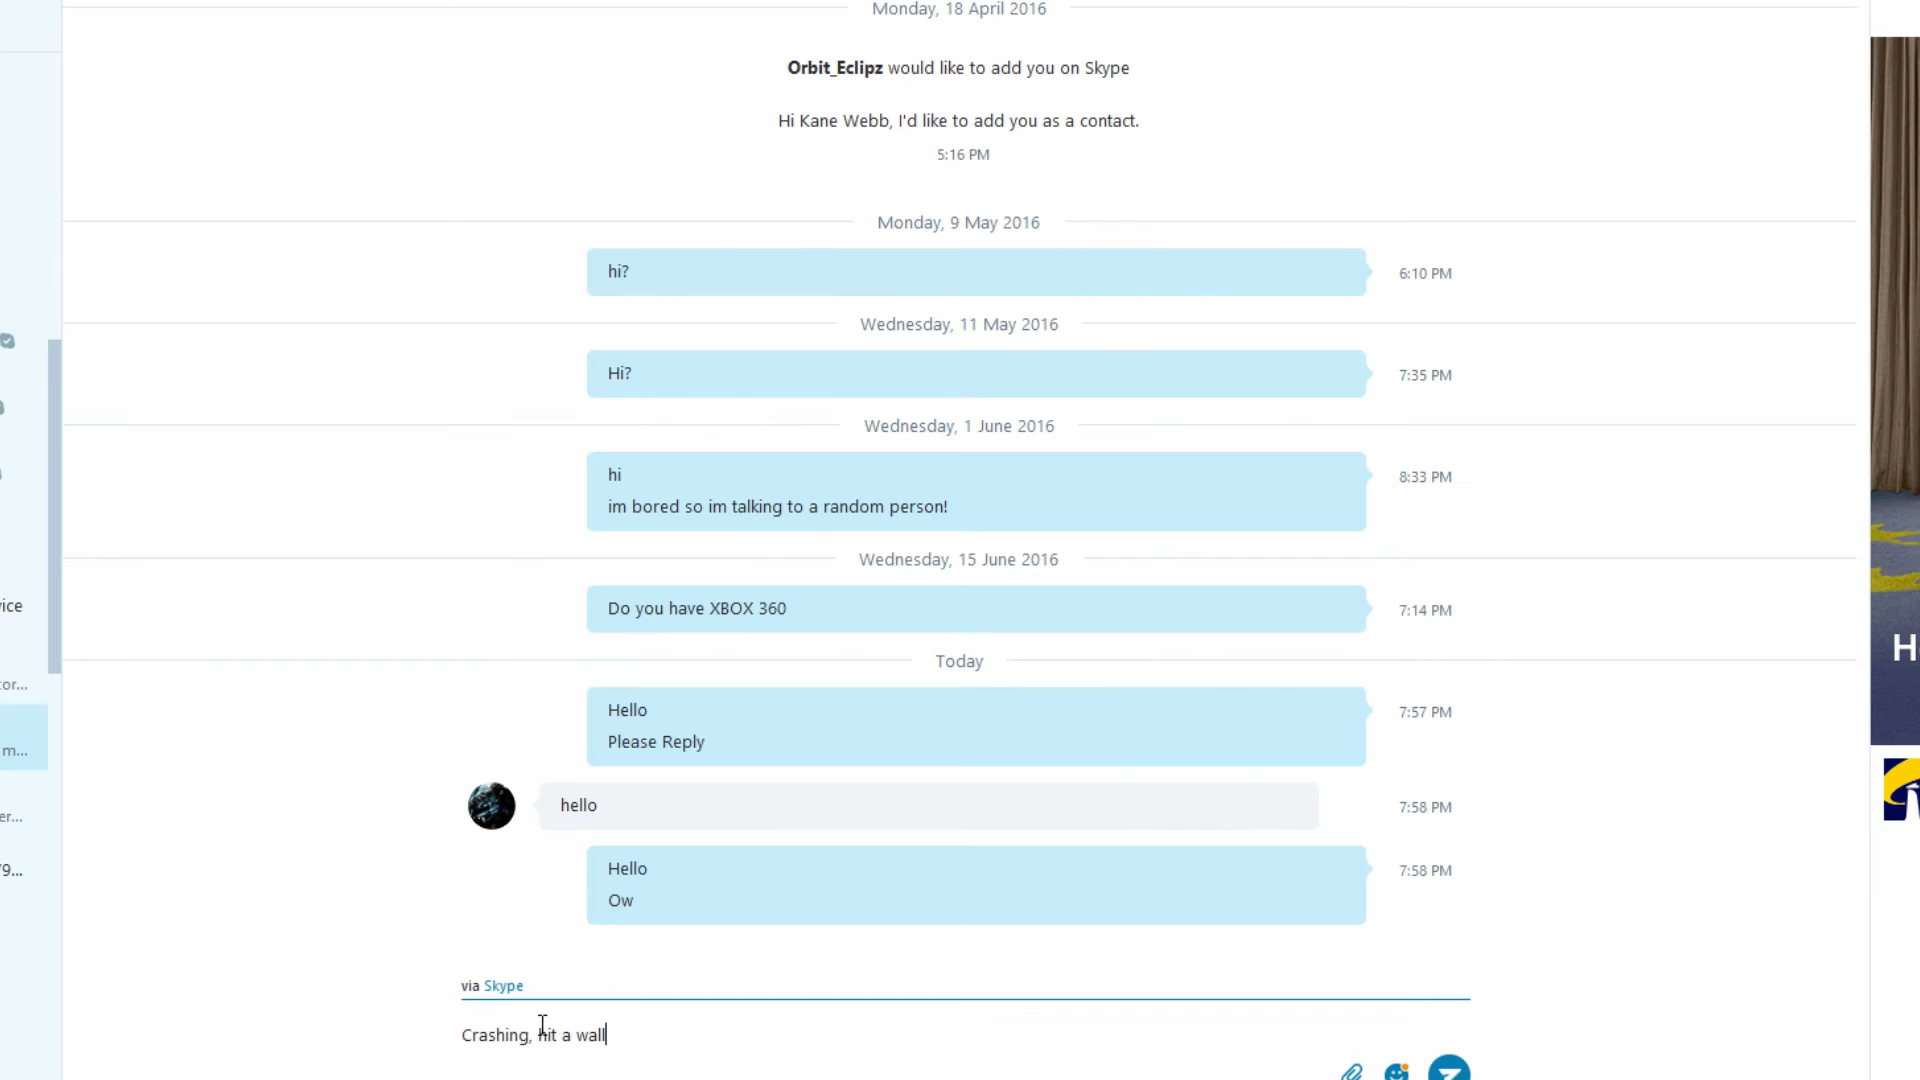 Monday, 18 April 2016
Orbit_Eclipz would like to add you on Skype
Hi Kane Webb, I'd like to add you as a contact.
5:16 PM
Monday, 9 May 2016
hi?
6:10 PM
Wednesday, 11 May 2016
Hi?
7:35 PM
Wednesday, 1 June 2016
hi
8:33 PM
im bored so im talking to a random person!
Wednesday, 15 June 2016
Do you have XBOX 360
7:14 PM
Today
Hello
7:57 PM
Please Reply
hello
7:58 PM
Hello
7:58 PM
Ow
via Skype
Crashing, hit a wall